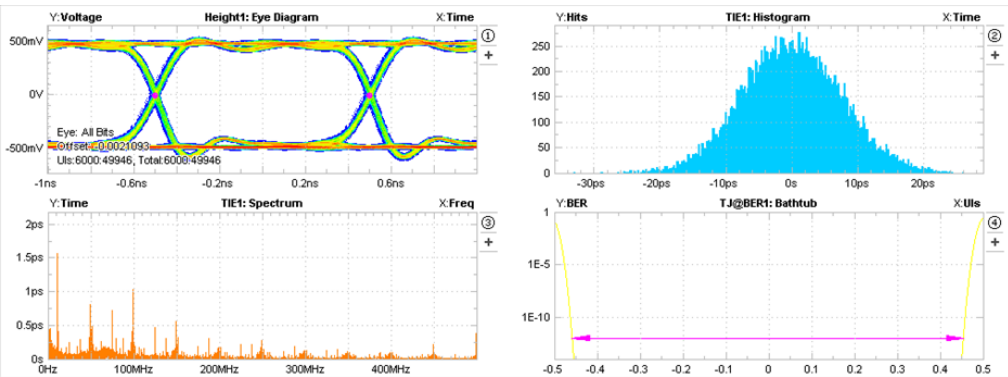 Y:Voltage Height1: Eye Diagram X:Time
①
+
500mV
0V
-500mV
Eye: All Bits
Offset: -0.0021093
UIs:6000:49946, Total:6000:49946
-1ns -0.6ns -0.2ns 0.2ns 0.6ns
Y:Hits TIE1: Histogram X:Time
②
+
250
200
150
100
50
0
-30ps -20ps -10ps 0s 10ps 20ps
Y:Time TIE1: Spectrum X:Freq
③
+
2ps
1.5ps
1ps
0.5ps
0s
0Hz 100MHz 200MHz 300MHz 400MHz
Y:BER TJ@BER1: Bathtub X:UIs
④
+
1
1E-5
1E-10
-0.5 -0.4 -0.3 -0.2 -0.1 0 0.1 0.2 0.3 0.4 0.5